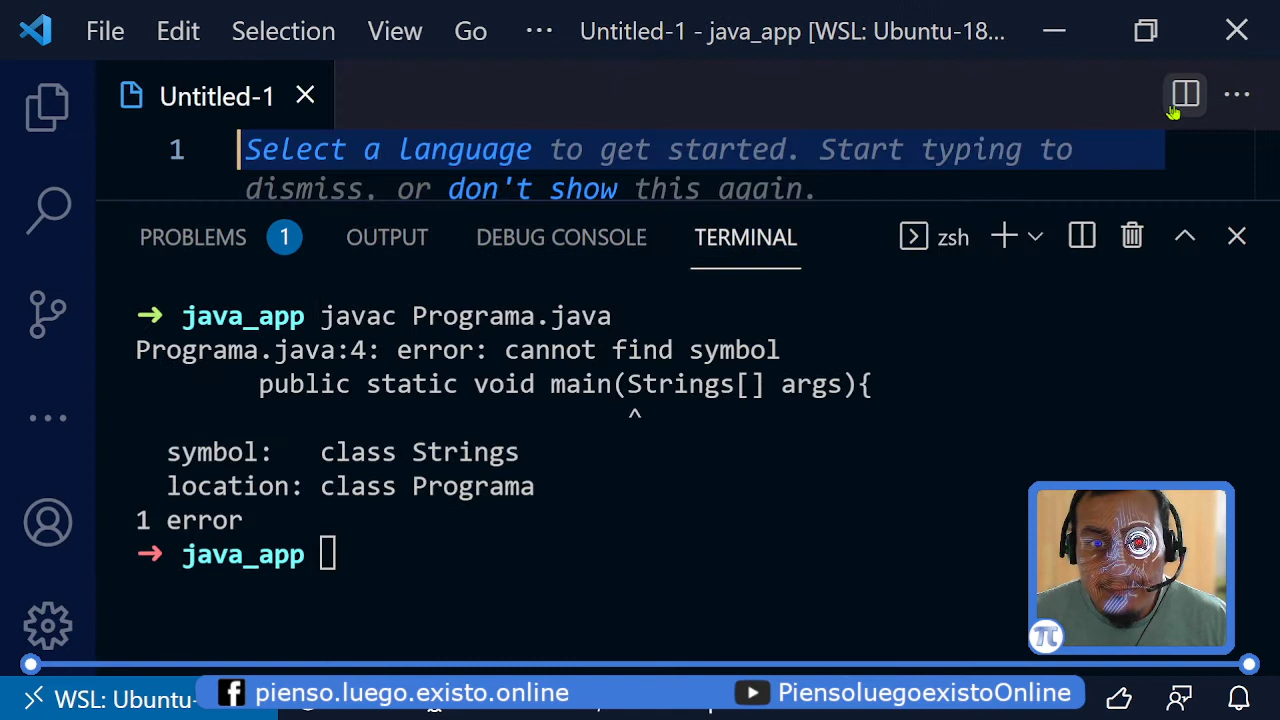 File Edit Selection View Go ··· Untitled-1 - java_app [WSL: Ubuntu-18...
Untitled-1
1 Select a language to get started. Start typing to
dismiss, or don't show this again.
PROBLEMS 1 OUTPUT DEBUG CONSOLE TERMINAL zsh
→ java_app javac Programa.java
Programa.java:4: error: cannot find symbol
public static void main(Strings[] args){
^
symbol: class Strings
location: class Programa
1 error
→ java_app
π
WSL: Ubuntu-
pienso.luego.existo.online PiensoluegoexistoOnline